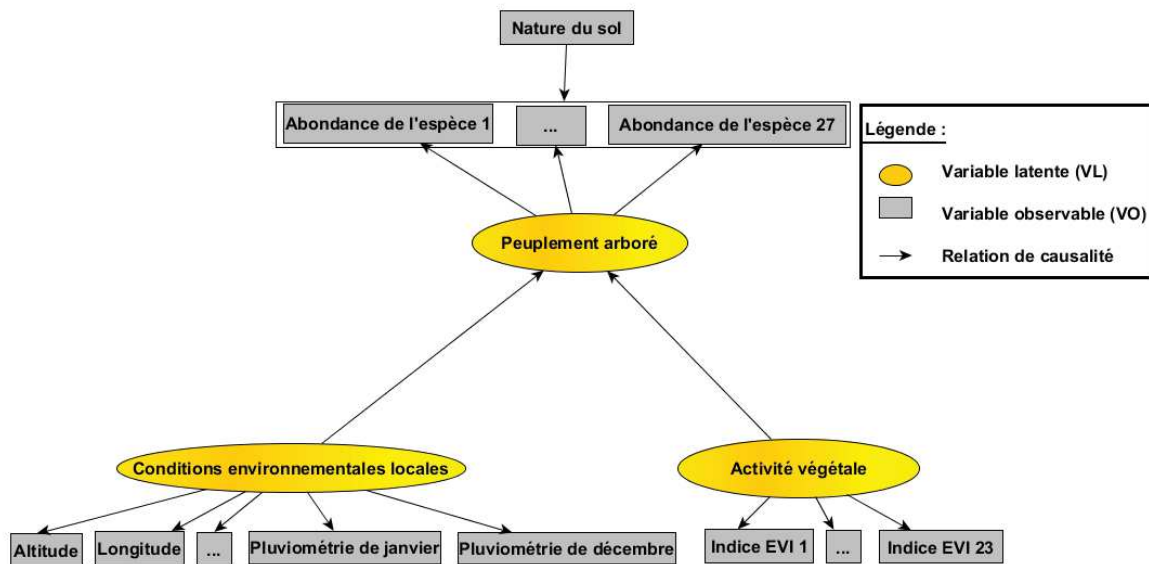 Nature du sol
Abondance de l'espèce 1
...
Abondance de l'espèce 27
Légende :
Variable latente (VL)
Variable observable (VO)
Relation de causalité
Peuplement arboré
Conditions environnementales locales
Activité végétale
Altitude
Longitude
...
Pluviométrie de janvier
Pluviométrie de décembre
Indice EVI 1
...
Indice EVI 23